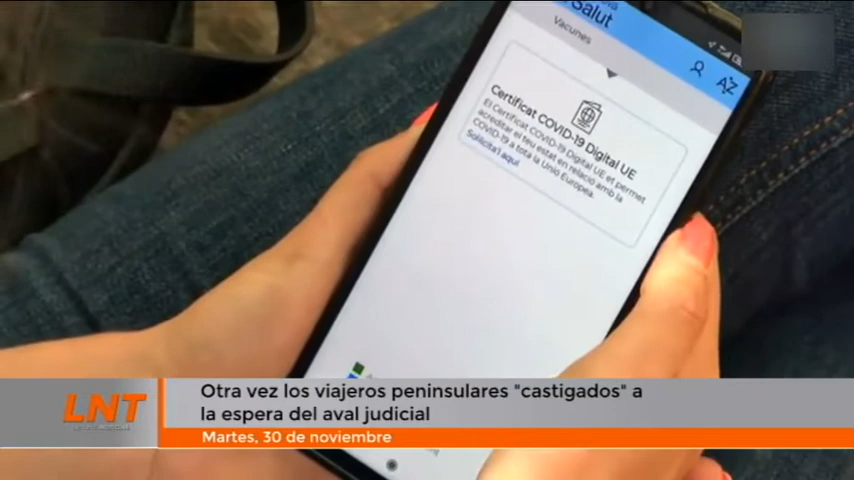 Salut
Vacunes
Certificat COVID-19 Digital UE
El Certificat COVID-19 Digital UE et permet
acreditar el teu estat en relació amb la
COVID-19 a tota la Unió Europea.
Sol·licita'l aquí
LNT
Otra vez los viajeros peninsulares "castigados" a
la espera del aval judicial
Martes, 30 de noviembre